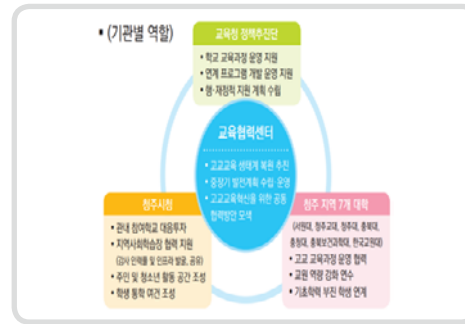 • (기관별 역할)
교육청 정책추진단
• 학교 교육과정 운영 지원
• 연계 프로그램 개발 운영 지원
• 행·재정적 지원 계획 수립
교육협력센터
• 고교교육 생태계 복원 추진
• 중장기 발전계획 수립·운영
• 고교교육혁신을 위한 공동
협력방안 모색
청주시청
• 관내 참여학교 대응투자
• 지역사회학습장 협력 지원
(강사 인력풀 및 인프라 발굴, 공유)
• 주민 및 청소년 활동 공간 조성
• 학생 통학 여건 조성
청주 지역 7개 대학
(서원대, 청주교대, 청주대, 충북대,
충청대, 충북보건과학대, 한국교원대)
• 고교 교육과정 운영 협력
• 교원 역량 강화 연수
• 기초학력 부진 학생 연계